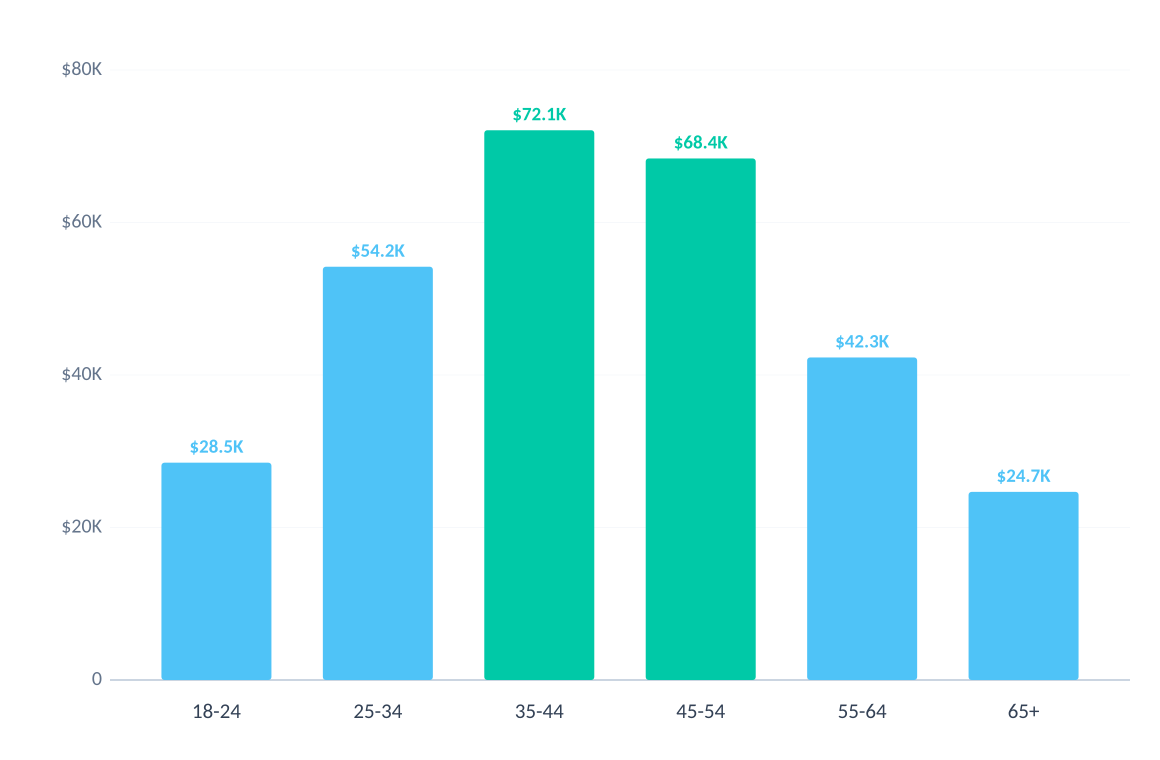 $80K
$72.1K
$68.4K
$60K
$54.2K
$42.3K
$40K
$28.5K
$24.7K
$20K
0
18-24 25-34 35-44 45-54 55-64 65+